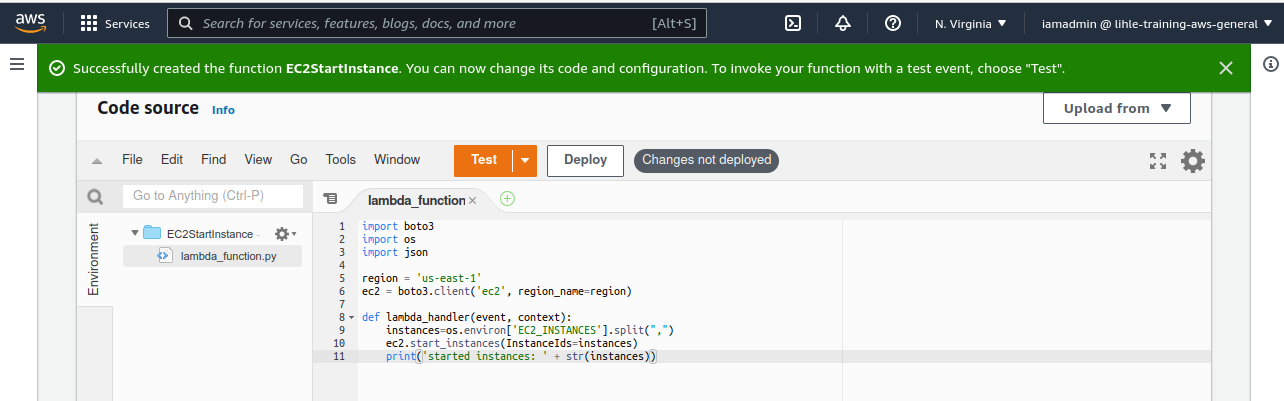 aws Services Search for services, features, blogs, docs, and more [Alt+S] N. Virginia ▼ iamadmin @ lihle-training-aws-general ▼
Successfully created the function EC2StartInstance. You can now change its code and configuration. To invoke your function with a test event, choose "Test".
Code source Info Upload from ▼
File Edit Find View Go Tools Window Test Deploy Changes not deployed
Go to Anything (Ctrl-P) lambda_function ×
Environment
EC2StartInstance -
lambda_function.py
1 import boto3
2 import os
3 import json
4
5 region = 'us-east-1'
6 ec2 = boto3.client('ec2', region_name=region)
7
8 def lambda_handler(event, context):
9 instances=os.environ['EC2_INSTANCES'].split(",")
10 ec2.start_instances(InstanceIds=instances)
11 print('started instances: ' + str(instances))